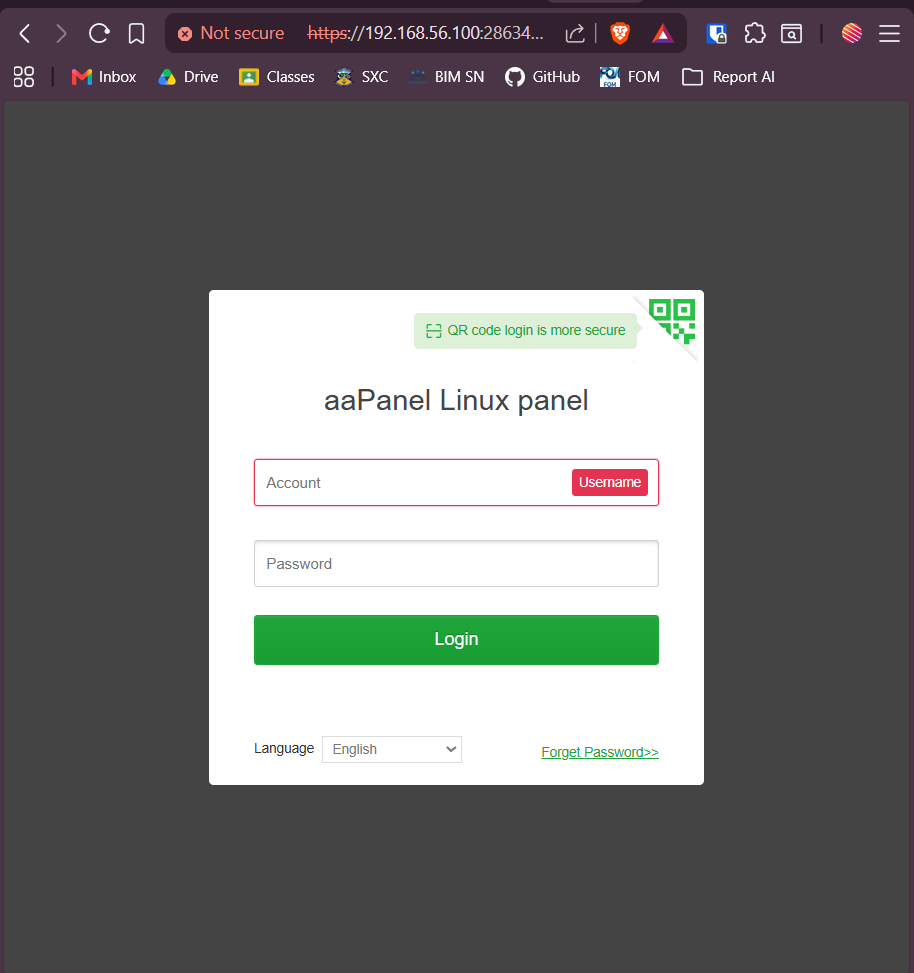 Not secure https://192.168.56.100:28634...
Inbox Drive Classes SXC BIM SN GitHub FOM Report AI
QR code login is more secure
aaPanel Linux panel
Account Username
Password
Login
Language English Forget Password>>